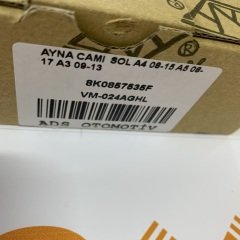 AYNA CAMI SOL A4 08-15 A5 08-
17 A3 09-13
8K0857535F
VM-024AGHL
ADS OTOMOTİV